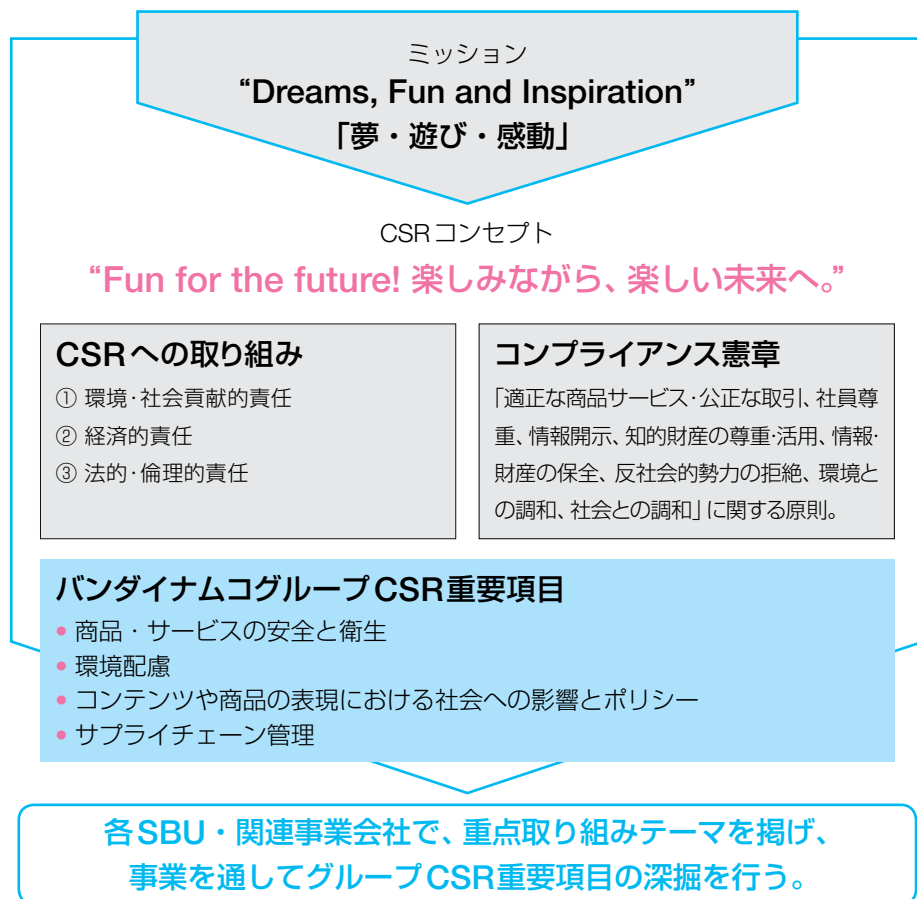 ミッション
“Dreams, Fun and Inspiration”
「夢・遊び・感動」
CSRコンセプト
“Fun for the future! 楽しみながら、楽しい未来へ。”
CSRへの取り組み
① 環境・社会貢献的責任
② 経済的責任
③ 法的・倫理的責任
コンプライアンス憲章
「適正な商品サービス・公正な取引、社員尊
重、情報開示、知的財産の尊重・活用、情報・
財産の保全、反社会的勢力の拒絶、環境と
の調和、社会との調和」に関する原則。
バンダイナムコグループCSR重要項目
• 商品・サービスの安全と衛生
• 環境配慮
• コンテンツや商品の表現における社会への影響とポリシー
• サプライチェーン管理
各SBU・関連事業会社で、重点取り組みテーマを掲げ、
事業を通してグループCSR重要項目の深掘を行う。